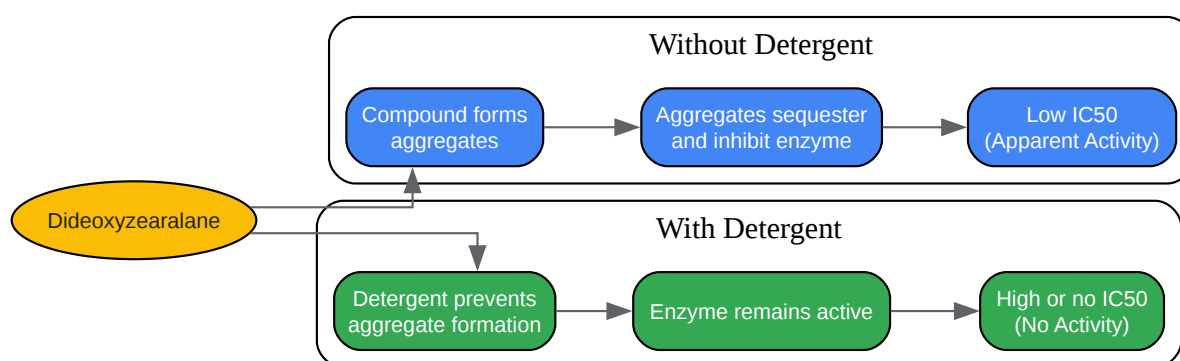 Without Detergent
Compound forms
aggregates
Aggregates sequester
and inhibit enzyme
Low IC50
(Apparent Activity)
Dideoxyzearalane
With Detergent
Detergent prevents
aggregate formation
Enzyme remains active
High or no IC50
(No Activity)